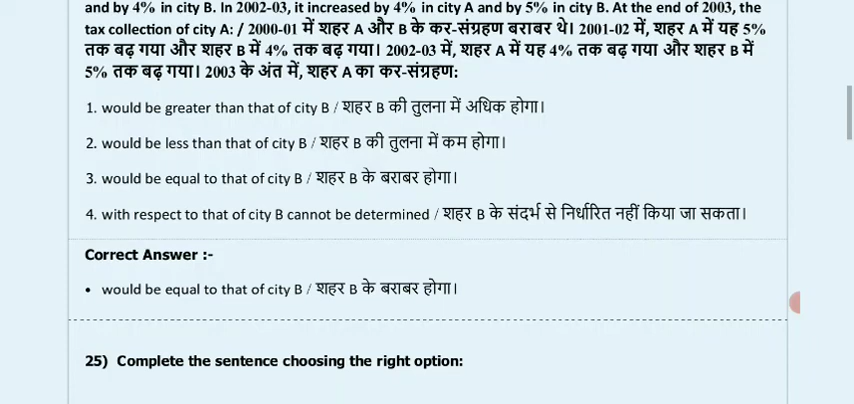 and by 4% in city B. In 2002-03, it increased by 4% in city A and by 5% in city B. At the end of 2003, the
tax collection of city A: / 2000-01 में शहर A और B के कर-संग्रहण बराबर थे। 2001-02 में, शहर A में यह 5%
तक बढ़ गया और शहर B में 4% तक बढ़ गया। 2002-03 में, शहर A में यह 4% तक बढ़ गया और शहर B में
5% तक बढ़ गया। 2003 के अंत में, शहर A का कर-संग्रहण:
1. would be greater than that of city B / शहर B की तुलना में अधिक होगा।
2. would be less than that of city B / शहर B की तुलना में कम होगा।
3. would be equal to that of city B / शहर B के बराबर होगा।
4. with respect to that of city B cannot be determined / शहर B के संदर्भ से निर्धारित नहीं किया जा सकता।
Correct Answer :-
• would be equal to that of city B / शहर B के बराबर होगा।
25) Complete the sentence choosing the right option: